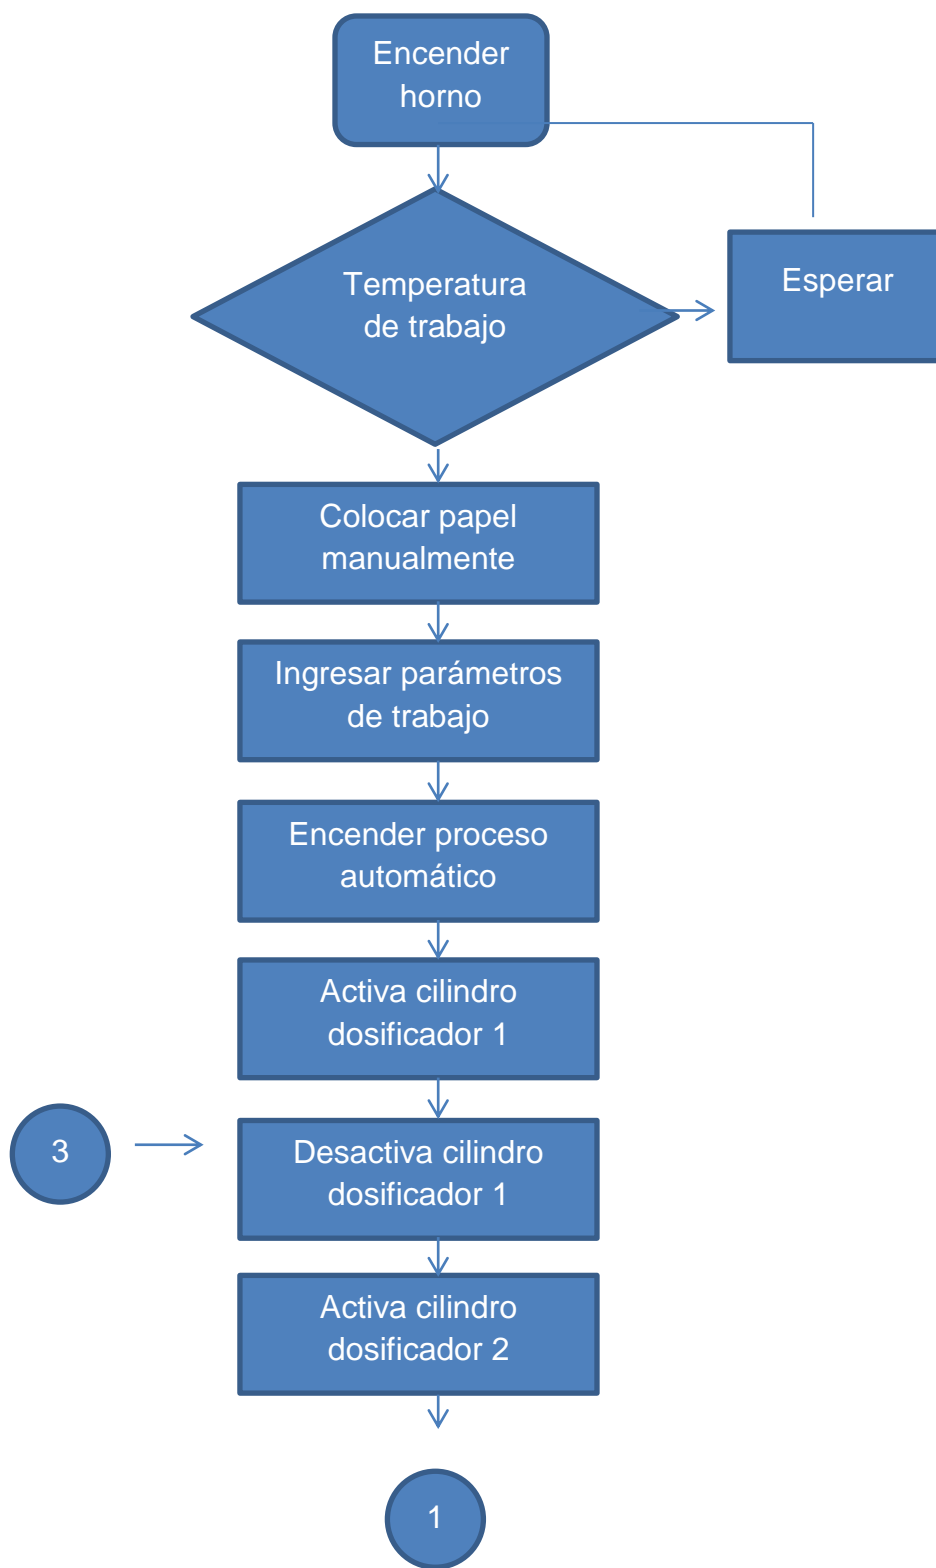 Encender
horno
Temperatura
de trabajo
Esperar
Colocar papel
manualmente
Ingresar parámetros
de trabajo
Encender proceso
automático
Activa cilindro
dosificador 1
3
Desactiva cilindro
dosificador 1
Activa cilindro
dosificador 2
1